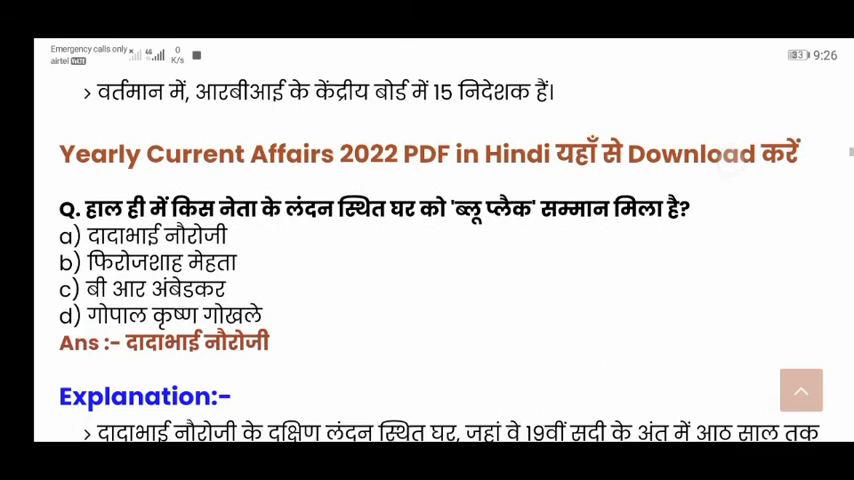 Emergency calls only
airtel VoLTE
4G
0
K/s
33
9:26
> वर्तमान में, आरबीआई के केंद्रीय बोर्ड में 15 निदेशक हैं।
Yearly Current Affairs 2022 PDF in Hindi यहाँ से Download करें
Q. हाल ही में किस नेता के लंदन स्थित घर को 'ब्लू प्लैक' सम्मान मिला है?
a) दादाभाई नौरोजी
b) फिरोजशाह मेहता
c) बी आर अंबेडकर
d) गोपाल कृष्ण गोखले
Ans :- दादाभाई नौरोजी
Explanation:-
> दादाभाई नौरोजी के दक्षिण लंदन स्थित घर, जहां वे 19वीं सदी के अंत में आठ साल तक